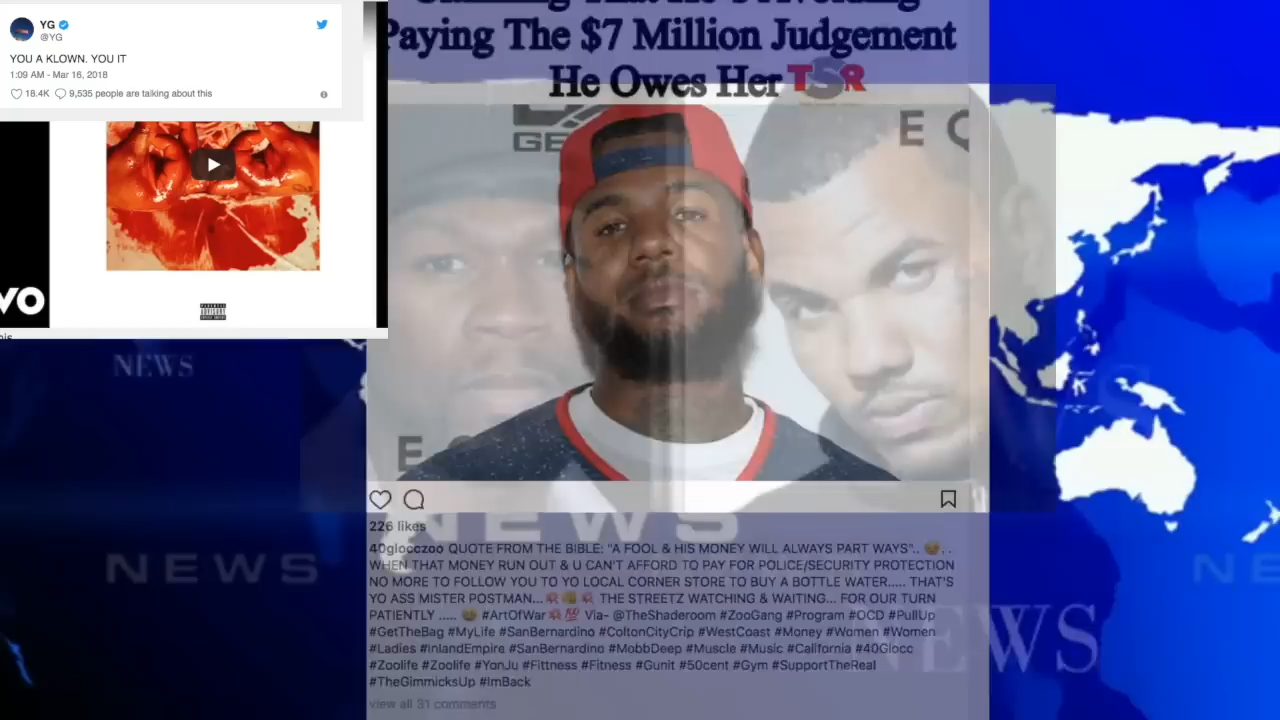 YG
@YG
YOU A KLOWN. YOU IT
1:09 AM - Mar 16, 2018
18.4K 9,535 people are talking about this
VO
Paying The $7 Million Judgement
He Owes Her TSR
GE
E
E
NEWS
NEWS
NEWS
NEWS
226 likes
40glocczoo QUOTE FROM THE BIBLE: "A FOOL & HIS MONEY WILL ALWAYS PART WAYS".. 😂. .
WHEN THAT MONEY RUN OUT & U CAN'T AFFORD TO PAY FOR POLICE/SECURITY PROTECTION
NO MORE TO FOLLOW YOU TO YO LOCAL CORNER STORE TO BUY A BOTTLE WATER..... THAT'S
YO ASS MISTER POSTMAN...💥👊💥 THE STREETZ WATCHING & WAITING... FOR OUR TURN
PATIENTLY ..... 😂 #ArtOfWar💥💯 Via- @TheShaderoom #ZooGang #Program #OCD #PullUp
#GetTheBag #MyLife #SanBernardino #ColtonCityCrip #WestCoast #Money #Women #Women
#Ladies #InlandEmpire #SanBernardino #MobbDeep #Muscle #Music #California #40Glocc
#Zoolife #Zoolife #YanJu #Fittness #Fitness #Gunit #50cent #Gym #SupportTheReal
#TheGimmicksUp #ImBack
view all 31 comments